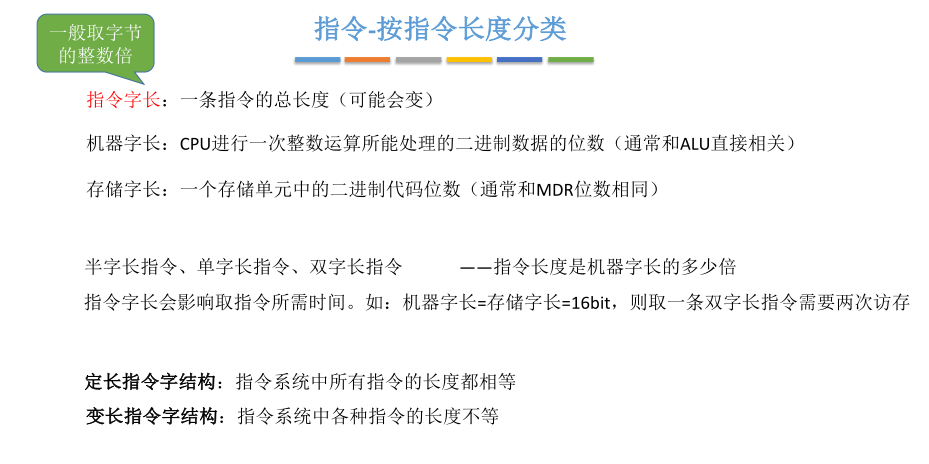 一般取字节
的整数倍
指令-按指令长度分类
指令字长：一条指令的总长度（可能会变）
机器字长：CPU进行一次整数运算所能处理的二进制数据的位数（通常和ALU直接相关）
存储字长：一个存储单元中的二进制代码位数（通常和MDR位数相同）
半字长指令、单字长指令、双字长指令 ——指令长度是机器字长的多少倍
指令字长会影响取指令所需时间。如：机器字长=存储字长=16bit，则取一条双字长指令需要两次访存
定长指令字结构：指令系统中所有指令的长度都相等
变长指令字结构：指令系统中各种指令的长度不等